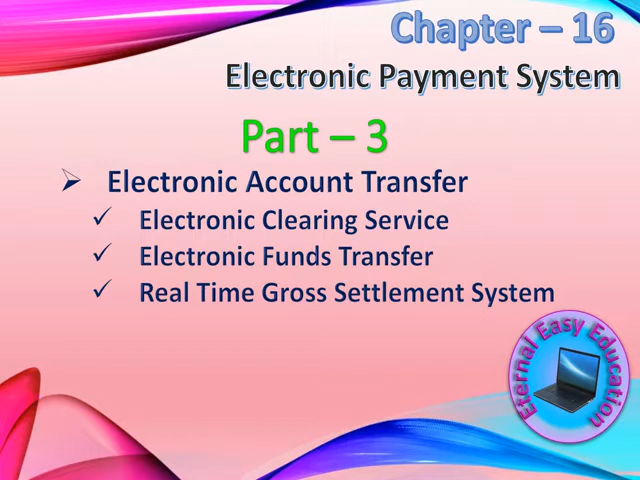 Chapter – 16
Electronic Payment System
Part – 3
➢ Electronic Account Transfer
✓ Electronic Clearing Service
✓ Electronic Funds Transfer
✓ Real Time Gross Settlement System
Eternal Easy Education